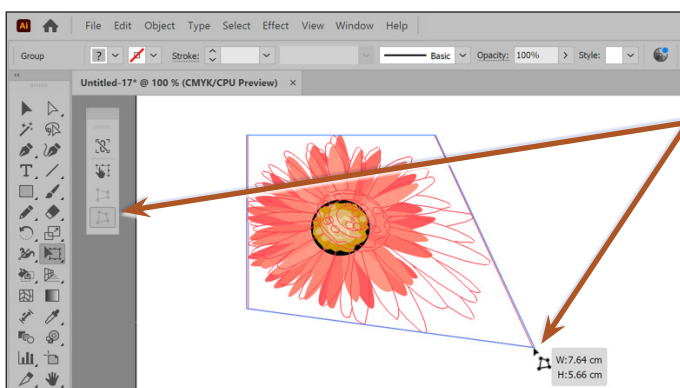 Ai File Edit Object Type Select Effect View Window Help
Group ? Stroke: Basic Opacity: 100% Style:
Untitled-17* @ 100 % (CMYK/CPU Preview) ×
T
W:7.64 cm
H:5.66 cm